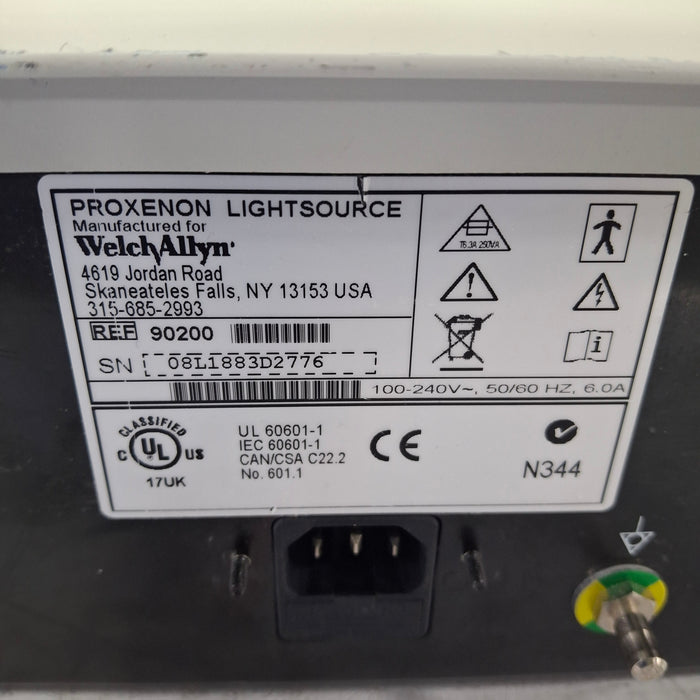 PROXENON LIGHTSOURCE
Manufactured for
WelchAllyn®
4619 Jordan Road
Skaneateles Falls, NY 13153 USA
315-685-2993
REF 90200
SN 08L1883D2776
T6.3A 250VA
i
100-240V~, 50/60 HZ, 6.0A
CLASSIFIED
C UL US
17UK
UL 60601-1
IEC 60601-1
CAN/CSA C22.2
No. 601.1
CE
N344